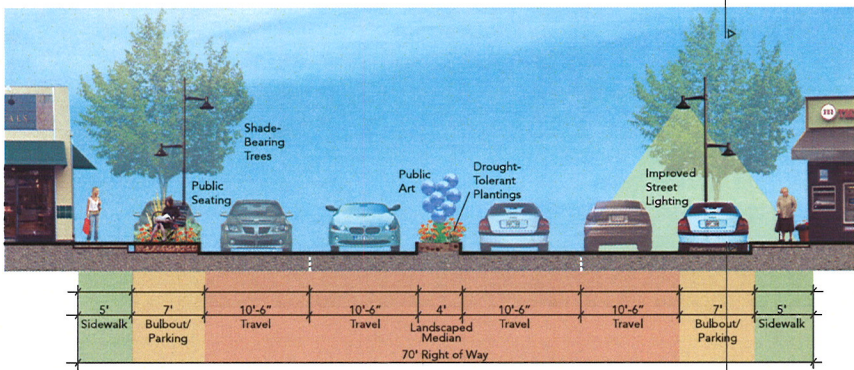 Shade-
Bearing
Trees
Public
Seating
Public
Art
Drought-
Tolerant
Plantings
Improved
Street
Lighting
5' 7' 10'-6" 10'-6" 4' 10'-6" 10'-6" 7' 5'
Sidewalk Bulbout/ Travel Travel Landscaped Travel Travel Bulbout/ Sidewalk
Parking Median Parking
70' Right of Way